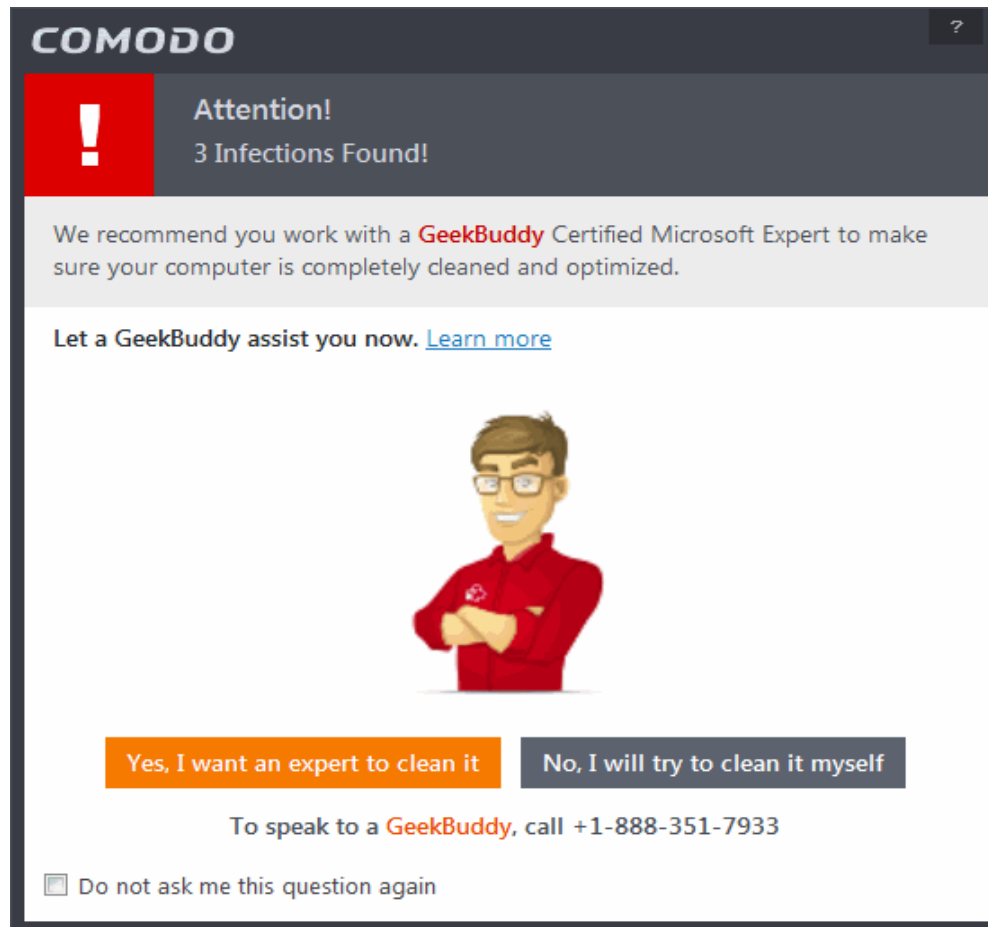 COMODO
?
!
Attention!
3 Infections Found!
We recommend you work with a GeekBuddy Certified Microsoft Expert to make
sure your computer is completely cleaned and optimized.
Let a GeekBuddy assist you now. Learn more
Yes, I want an expert to clean it
No, I will try to clean it myself
To speak to a GeekBuddy, call +1-888-351-7933
Do not ask me this question again